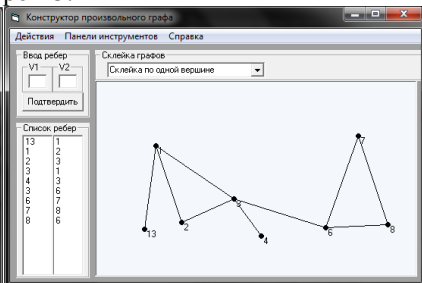 Конструктор произвольного графа
Действия Панели инструментов Справка
Ввод ребер
V1 V2
Подтвердить
Склейка графов
Склейка по одной вершине
Список ребер
13 1
1 2
2 3
3 1
4 3
3 6
6 7
7 8
8 6
1
7
3
13
2
4
6
8